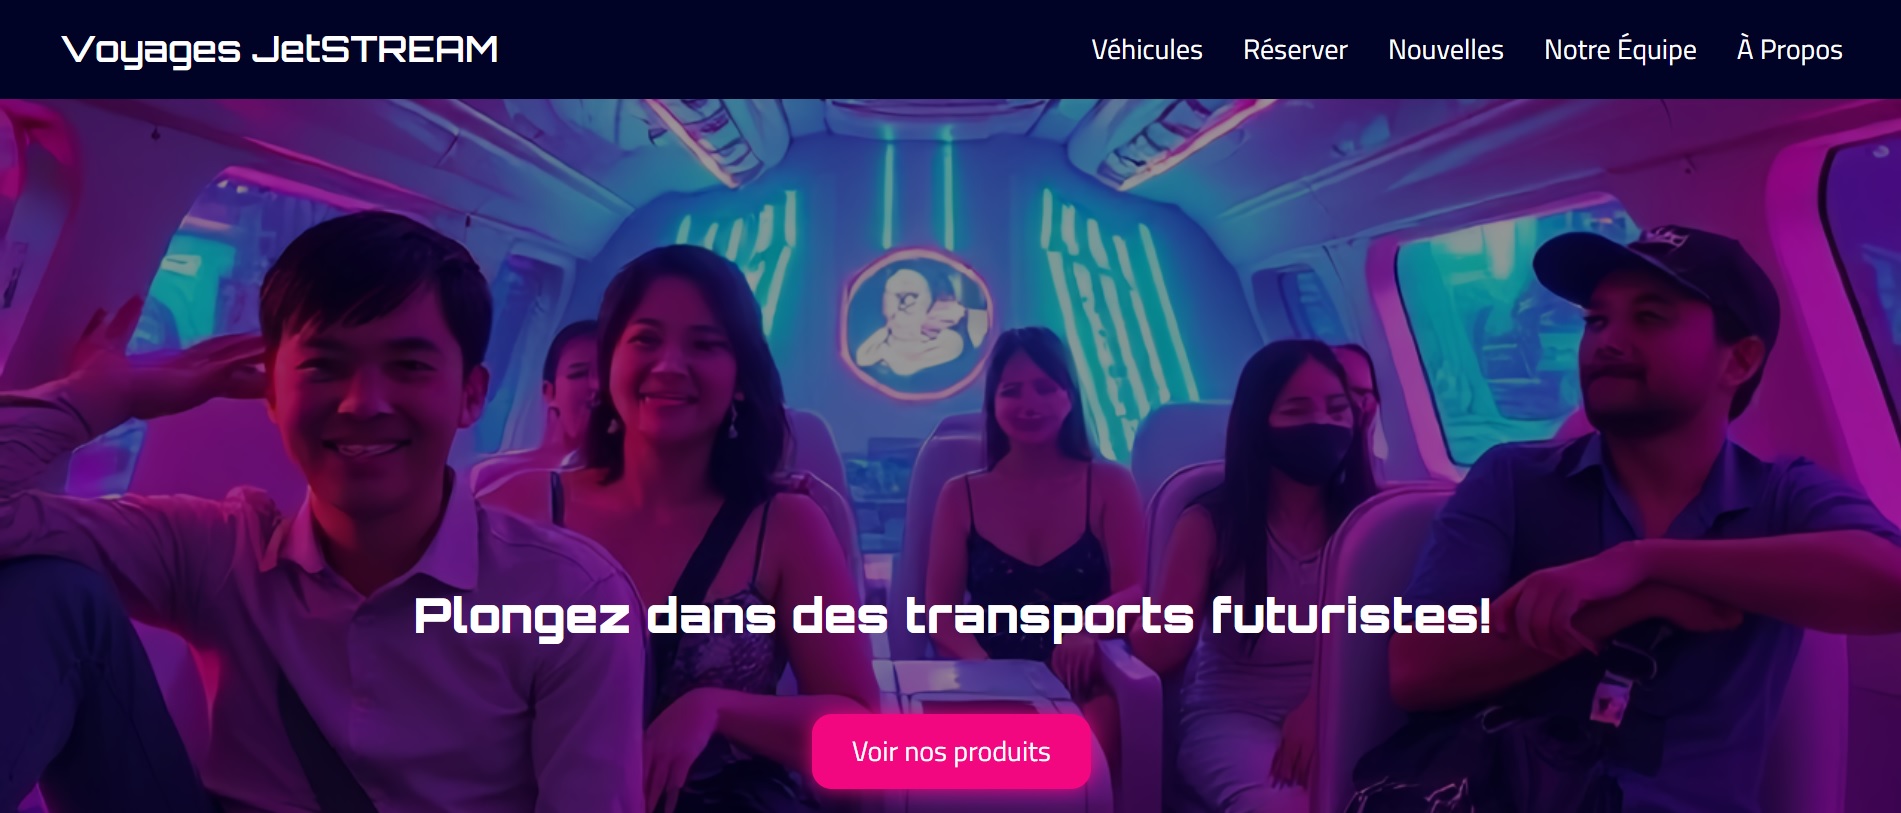 Voyages JetSTREAM
Véhicules Réserver Nouvelles Notre Équipe À Propos
Plongez dans des transports futuristes!
Voir nos produits